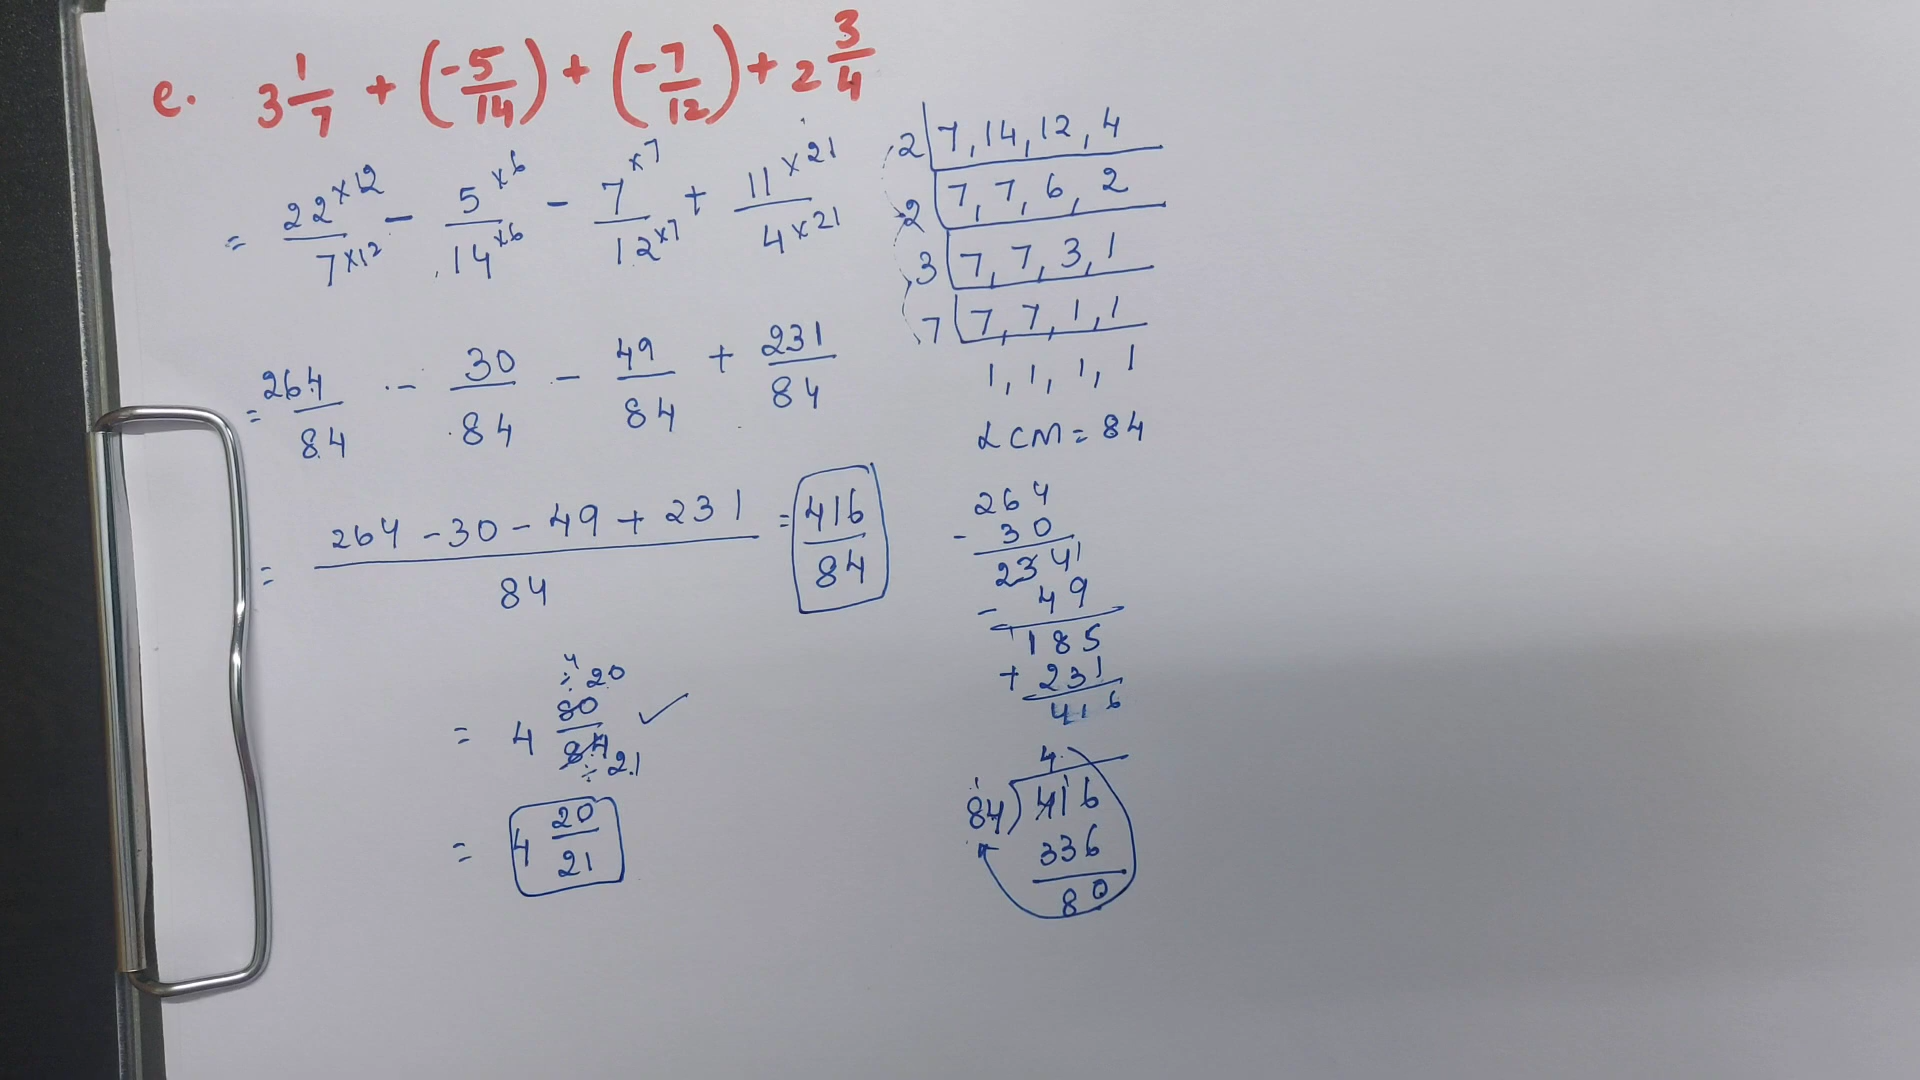 e. 3 1/7 + (-5/14) + (-7/12) + 2 3/4
= 22×12/7×12 - 5×6/14×6 - 7×7/12×7 + 11×21/4×21
= 264/84 - 30/84 - 49/84 + 231/84
= 264 - 30 - 49 + 231/84 = 416/84
= 4 80/84 ÷4 20 ÷ 21 ✓
= 4 20/21
2 | 7, 14, 12, 4
2 | 7, 7, 6, 2
3 | 7, 7, 3, 1
7 | 7, 7, 1, 1
1, 1, 1, 1
LCM = 84
264
- 30
234
- 49
185
+ 231
416
4
84) 416
336
80